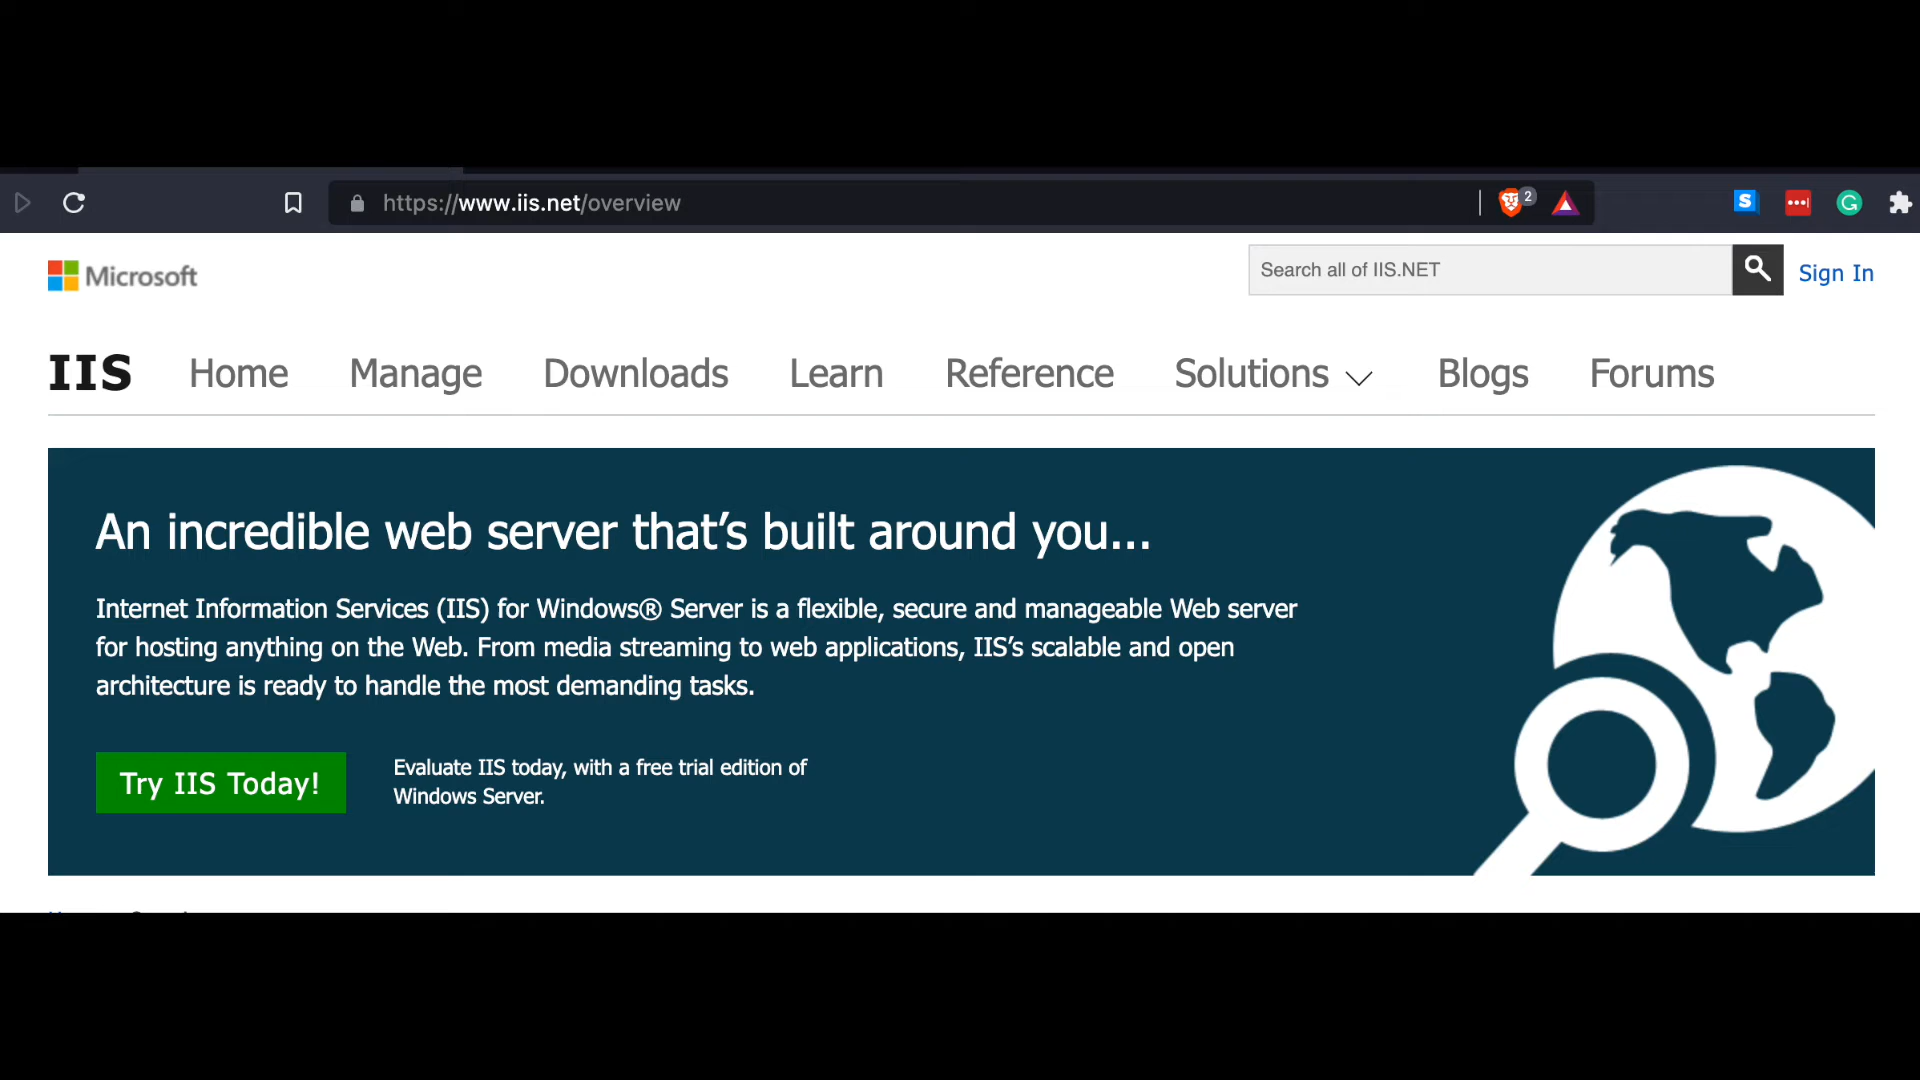 https://www.iis.net/overview
2
S
G
Microsoft
Search all of IIS.NET
Sign In
IIS Home Manage Downloads Learn Reference Solutions Blogs Forums
An incredible web server that’s built around you...
Internet Information Services (IIS) for Windows® Server is a flexible, secure and manageable Web server
for hosting anything on the Web. From media streaming to web applications, IIS’s scalable and open
architecture is ready to handle the most demanding tasks.
Try IIS Today!
Evaluate IIS today, with a free trial edition of
Windows Server.